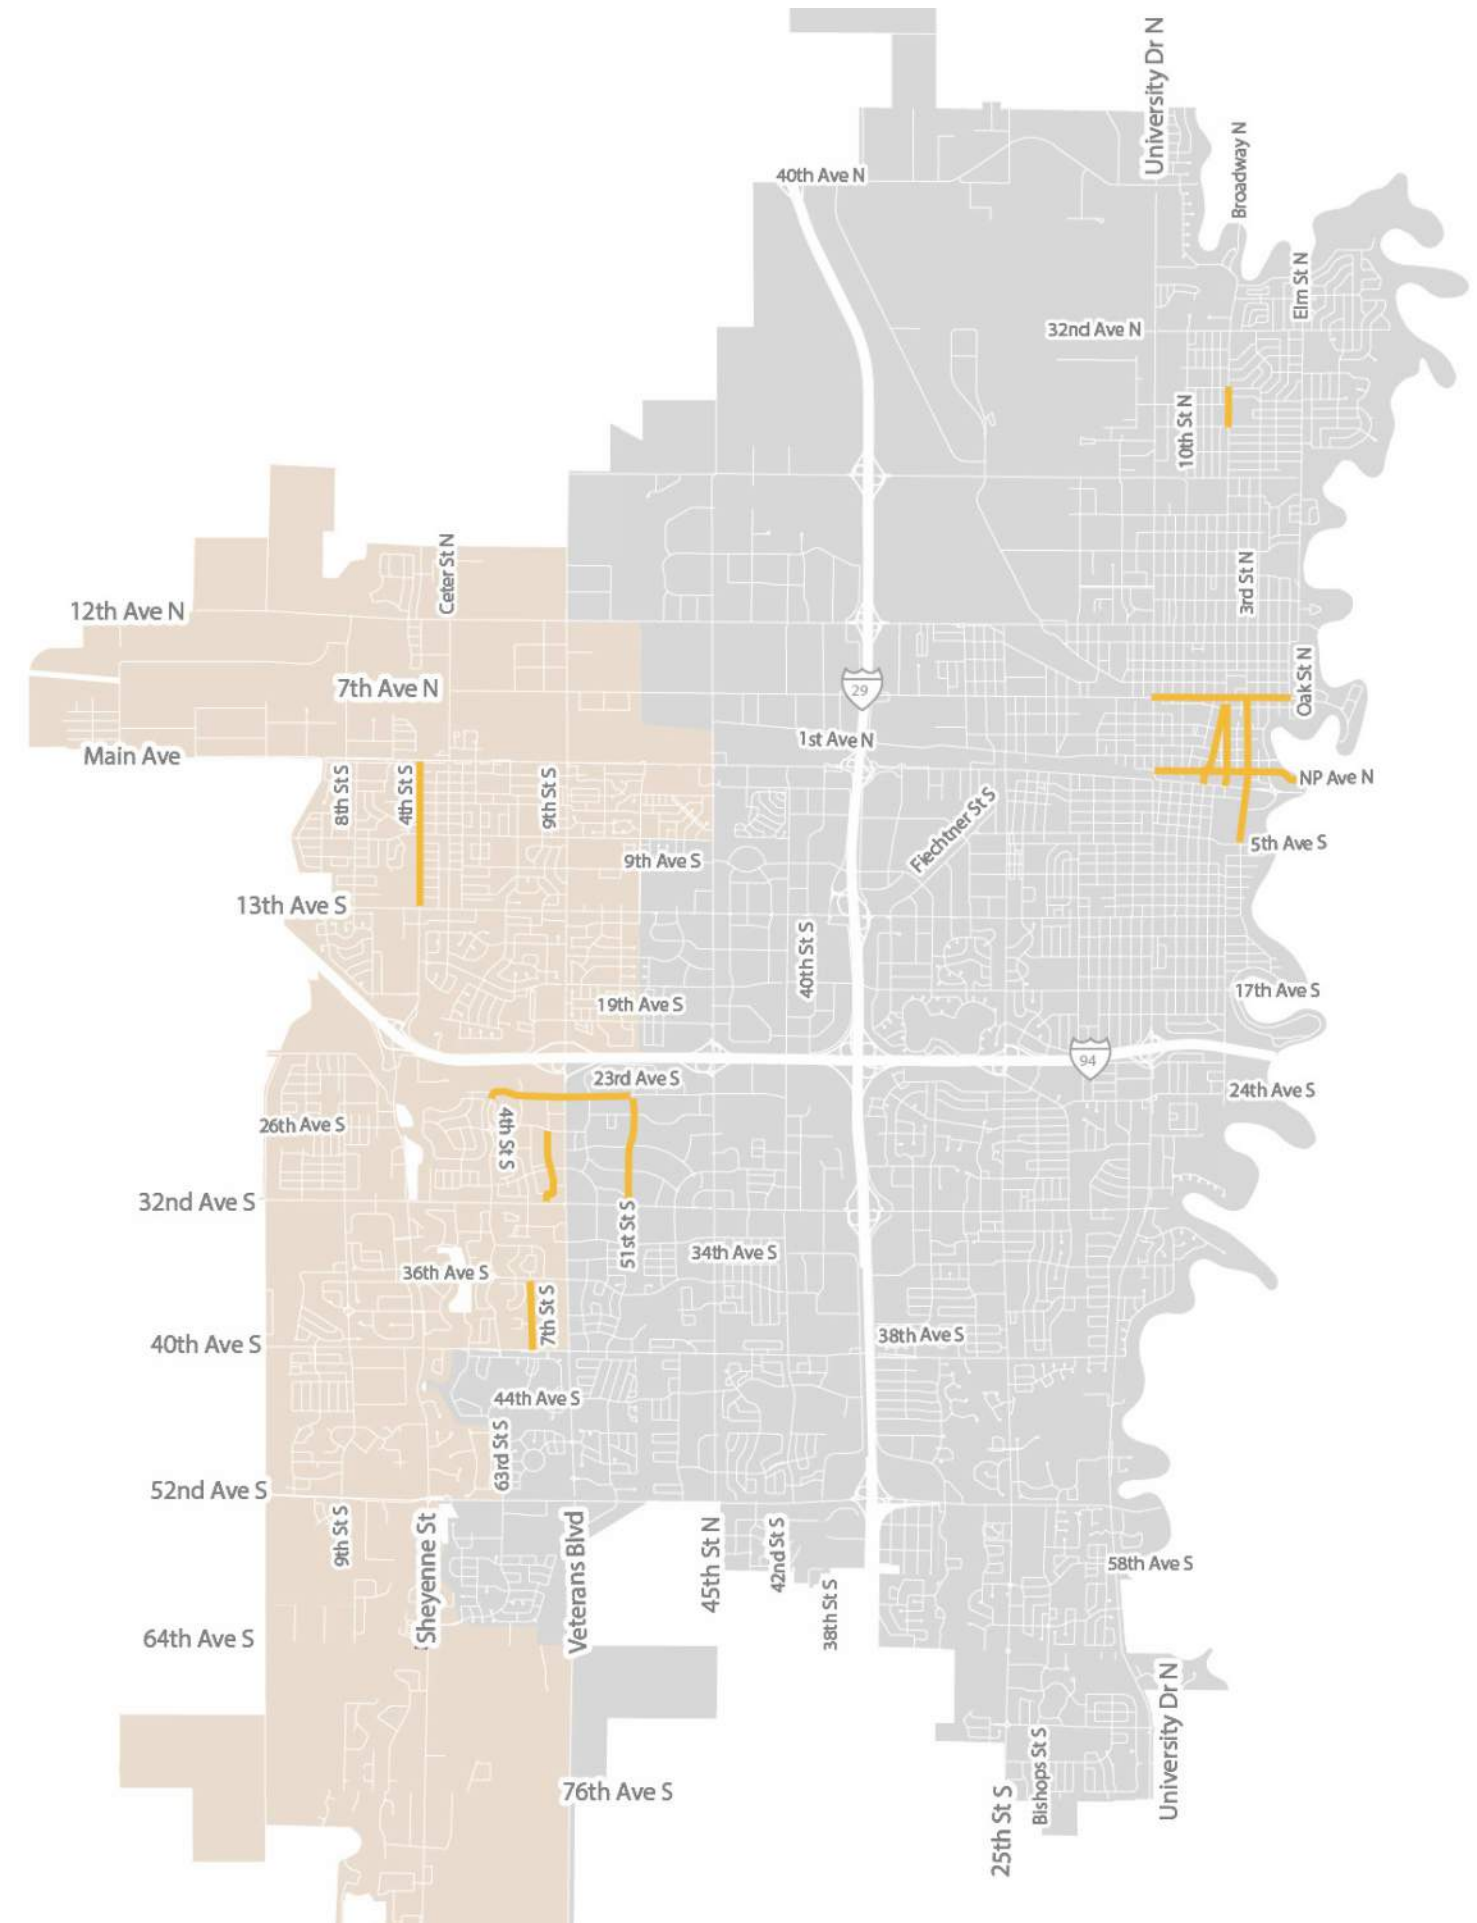 University Dr N
Broadway N
40th Ave N
Elm St N
32nd Ave N
10th St N
Ceter St N
3rd St N
12th Ave N
Oak St N
7th Ave N
29
1st Ave N
Main Ave
NP Ave N
8th St S
4th St S
9th St S
Fiechtner St S
5th Ave S
9th Ave S
13th Ave S
40th St S
17th Ave S
19th Ave S
94
23rd Ave S
24th Ave S
26th Ave S
4th St S
32nd Ave S
51st St S
34th Ave S
36th Ave S
7th St S
38th Ave S
40th Ave S
44th Ave S
63rd St S
52nd Ave S
9th St S
Sheyenne St
Veterans Blvd
45th St N
42nd St S
58th Ave S
38th St S
64th Ave S
University Dr N
Bishops St S
76th Ave S
25th St S